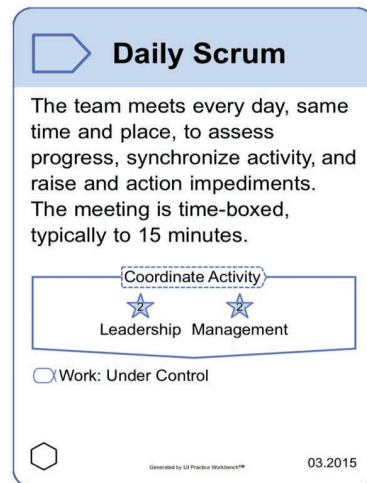 Daily Scrum
The team meets every day, same
time and place, to assess
progress, synchronize activity, and
raise and action impediments.
The meeting is time-boxed,
typically to 15 minutes.
Coordinate Activity
2 2
Leadership Management
Work: Under Control
Generated by IJI Practice Workbench™
03.2015